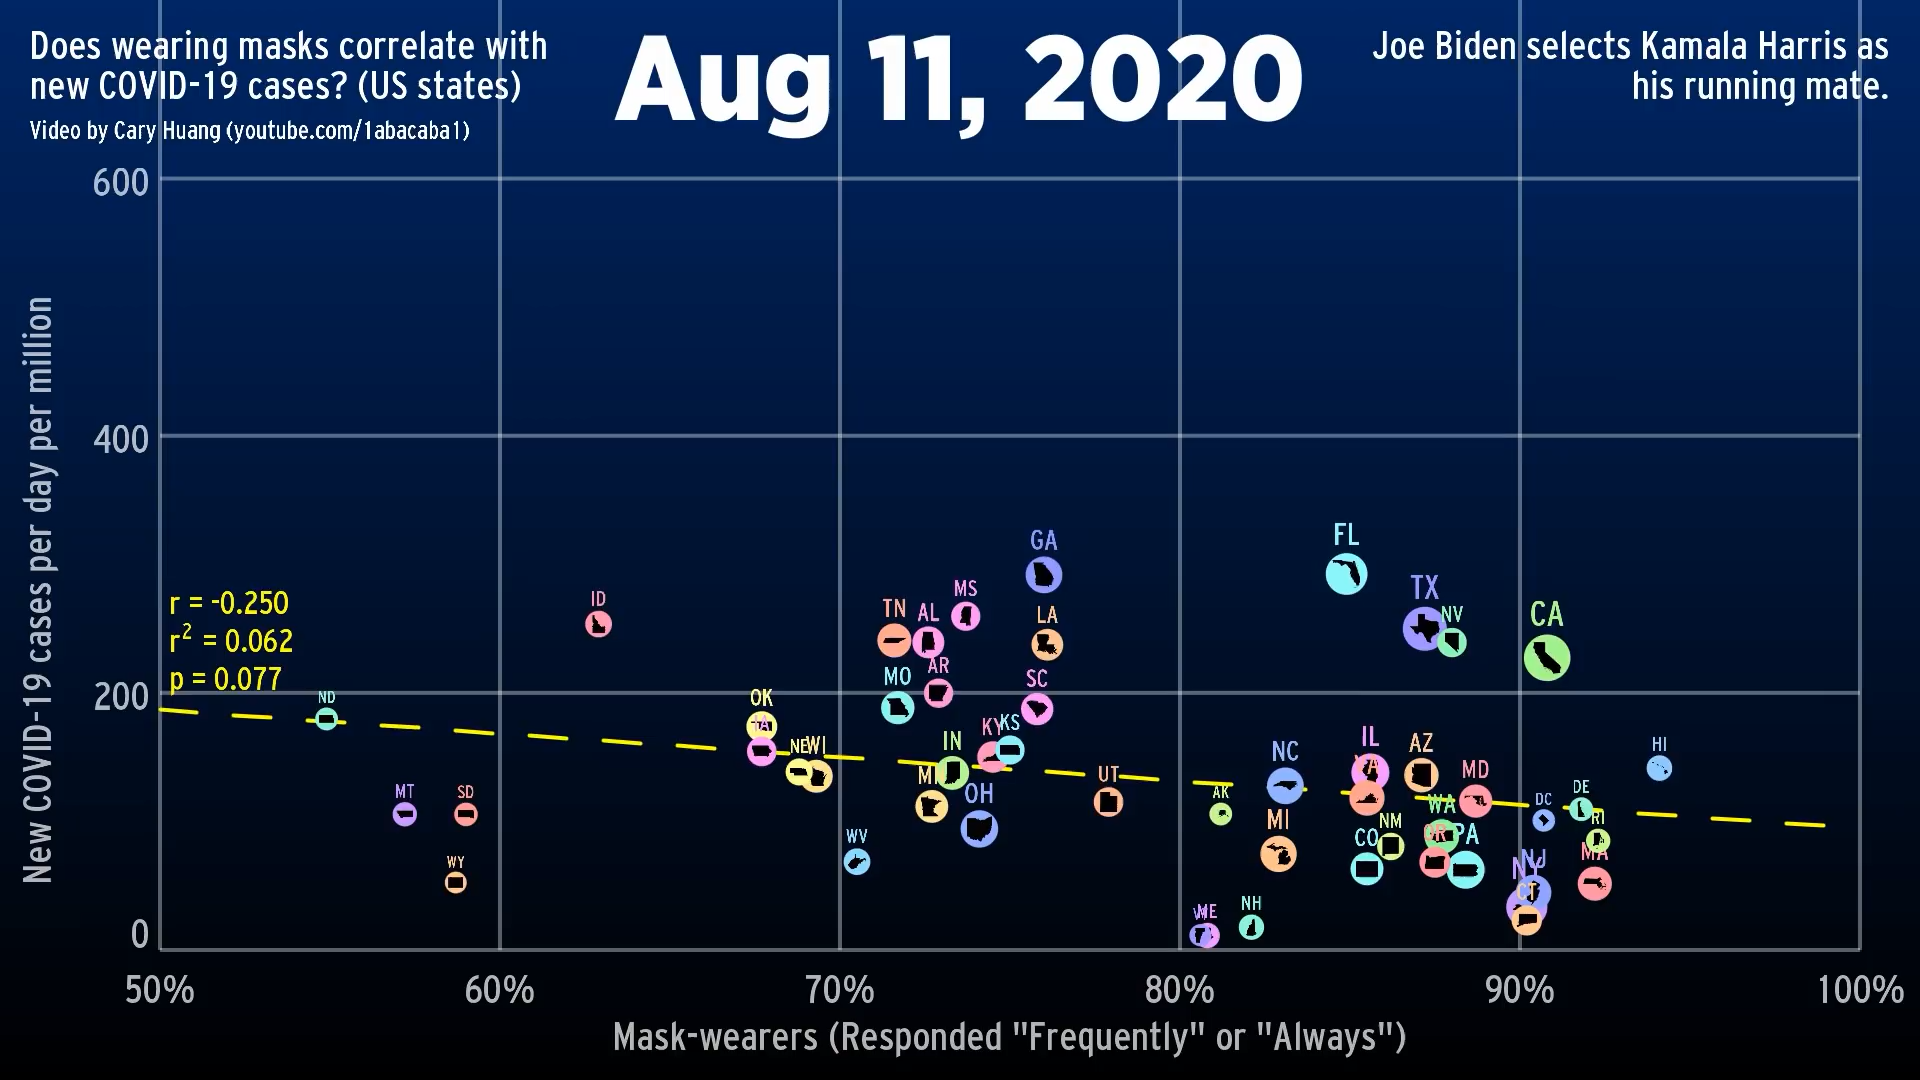 Does wearing masks correlate with
new COVID-19 cases? (US states)
Video by Cary Huang (youtube.com/1abacaba1)
Aug 11, 2020
Joe Biden selects Kamala Harris as
his running mate.
New COVID-19 cases per day per million
600
400
200
0
r = -0.250
r² = 0.062
p = 0.077
FL
GA
TX
MS
ID
TN
AL
LA
NV
CA
AR
MO
SC
ND
OK
IA
KS
KY
NE
WI
IN
IL
VA
AZ
NC
HI
MD
UT
MT
SD
OH
AK
DC
DE
MI
WA
NM
RI
WV
CO
OR
PA
WY
NJ
NY
MA
CT
ME
NH
50%
60%
70%
80%
90%
100%
Mask-wearers (Responded "Frequently" or "Always")